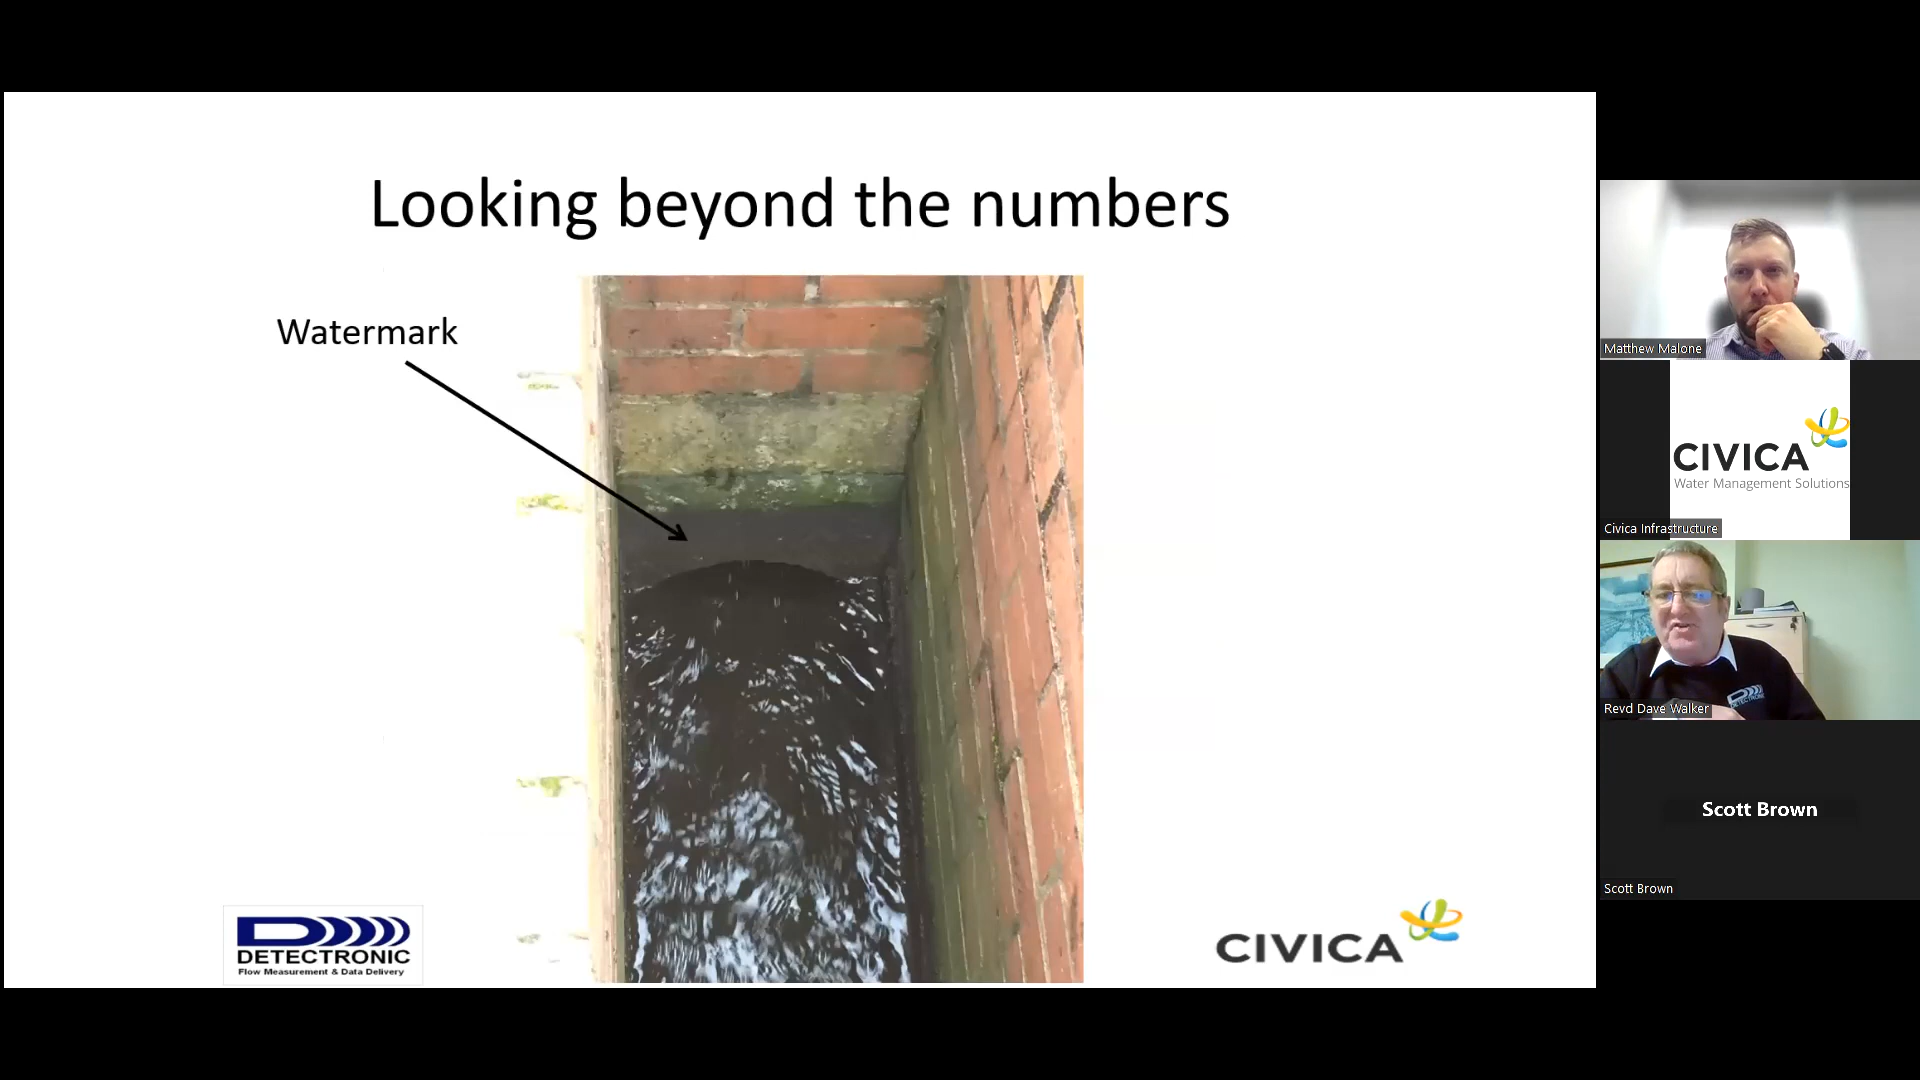 Looking beyond the numbers
Watermark
DETECTRONIC
Flow Measurement & Data Delivery
CIVICA
Matthew Malone
CIVICA
Water Management Solutions
Civica Infrastructure
DETECTRONIC
Revd Dave Walker
Scott Brown
Scott Brown